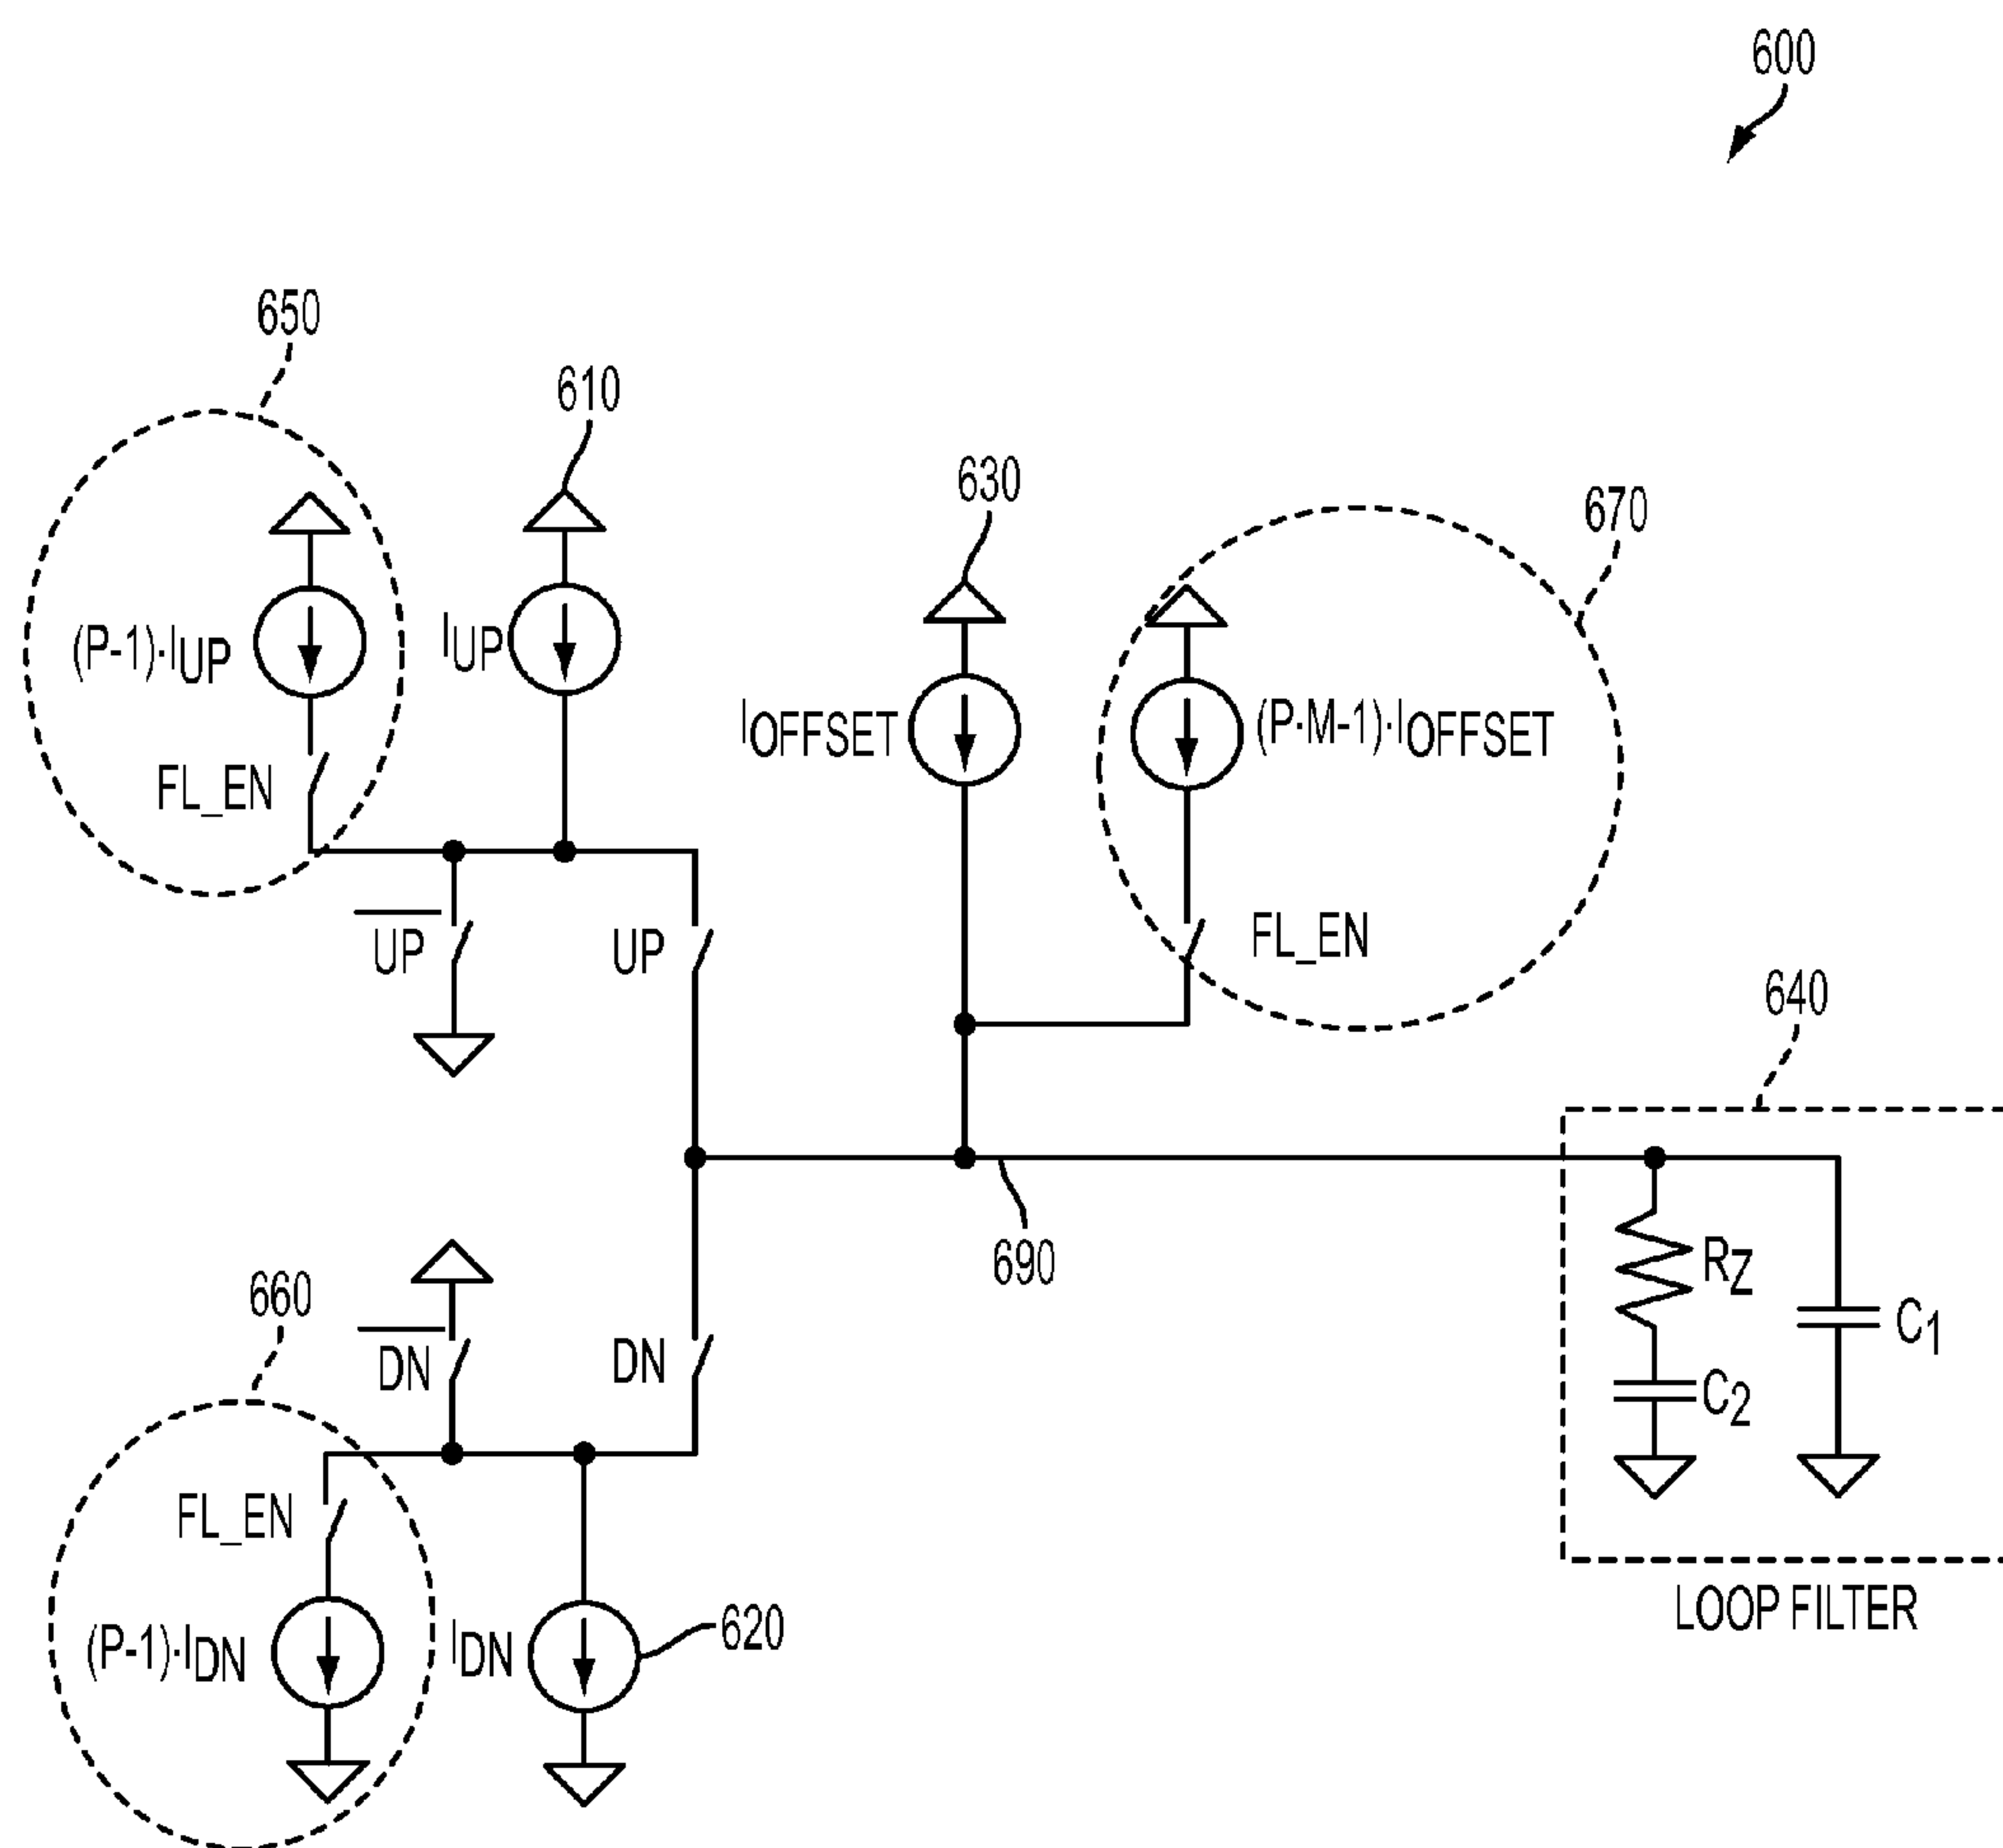 600
650
610
630
670
(P-1)·IUP
IUP
IOFFSET
(P·M-1)·IOFFSET
FL_EN
UP
UP
FL_EN
640
690
RZ
C1
C2
660
DN
DN
FL_EN
(P-1)·IDN
IDN
620
LOOP FILTER